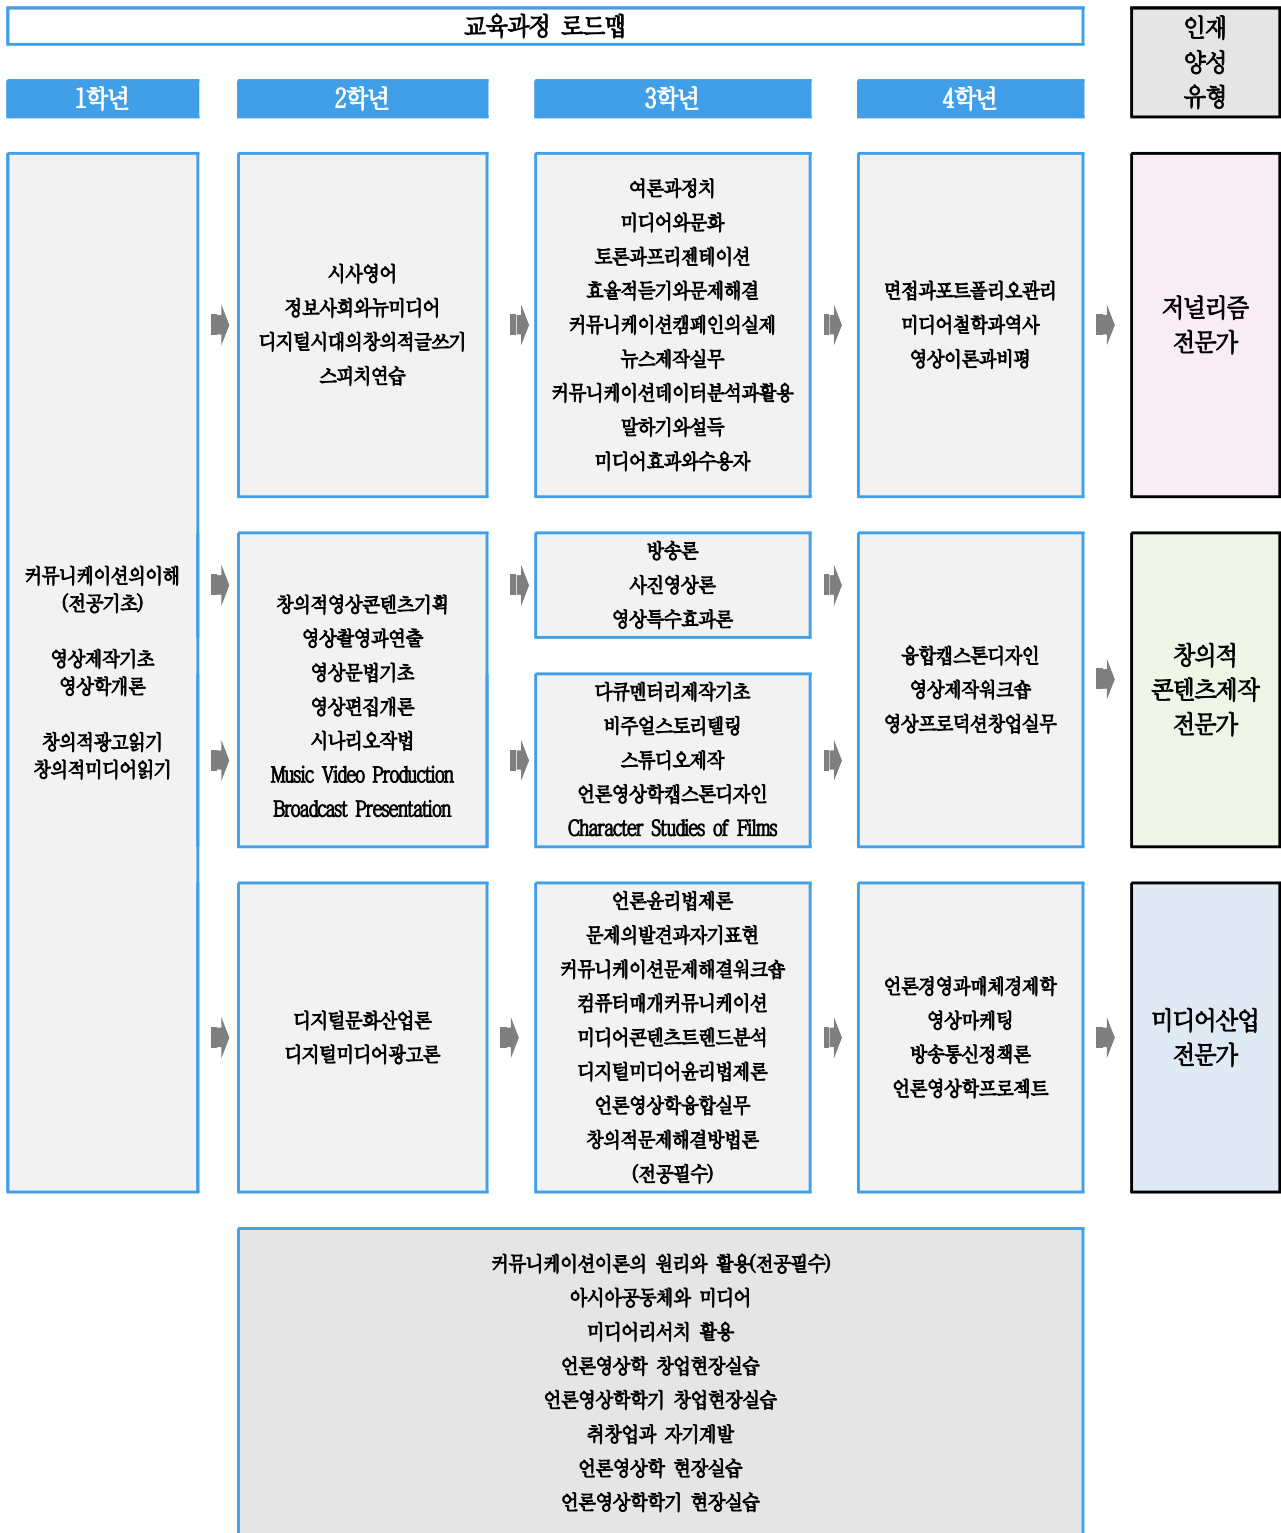 교육과정 로드맵
인재
양성
유형
1학년
2학년
3학년
4학년
커뮤니케이션의이해
(전공기초)
영상제작기초
영상학개론
창의적광고읽기
창의적미디어읽기
시사영어
정보사회와뉴미디어
디지털시대의창의적글쓰기
스피치연습
여론과정치
미디어와문화
토론과프리젠테이션
효율적듣기와문제해결
커뮤니케이션캠페인의실제
뉴스제작실무
커뮤니케이션데이터분석과활용
말하기와설득
미디어효과와수용자
면접과포트폴리오관리
미디어철학과역사
영상이론과비평
저널리즘
전문가
창의적영상콘텐츠기획
영상촬영과연출
영상문법기초
영상편집개론
시나리오작법
Music Video Production
Broadcast Presentation
방송론
사진영상론
영상특수효과론
다큐멘터리제작기초
비주얼스토리텔링
스튜디오제작
언론영상학캡스톤디자인
Character Studies of Films
융합캡스톤디자인
영상제작워크숍
영상프로덕션창업실무
창의적
콘텐츠제작
전문가
디지털문화산업론
디지털미디어광고론
언론윤리법제론
문제의발견과자기표현
커뮤니케이션문제해결워크숍
컴퓨터매개커뮤니케이션
미디어콘텐츠트렌드분석
디지털미디어윤리법제론
언론영상학융합실무
창의적문제해결방법론
(전공필수)
언론경영과매체경제학
영상마케팅
방송통신정책론
언론영상학프로젝트
미디어산업
전문가
커뮤니케이션이론의 원리와 활용(전공필수)
아시아공동체와 미디어
미디어리서치 활용
언론영상학 창업현장실습
언론영상학학기 창업현장실습
취창업과 자기계발
언론영상학 현장실습
언론영상학학기 현장실습